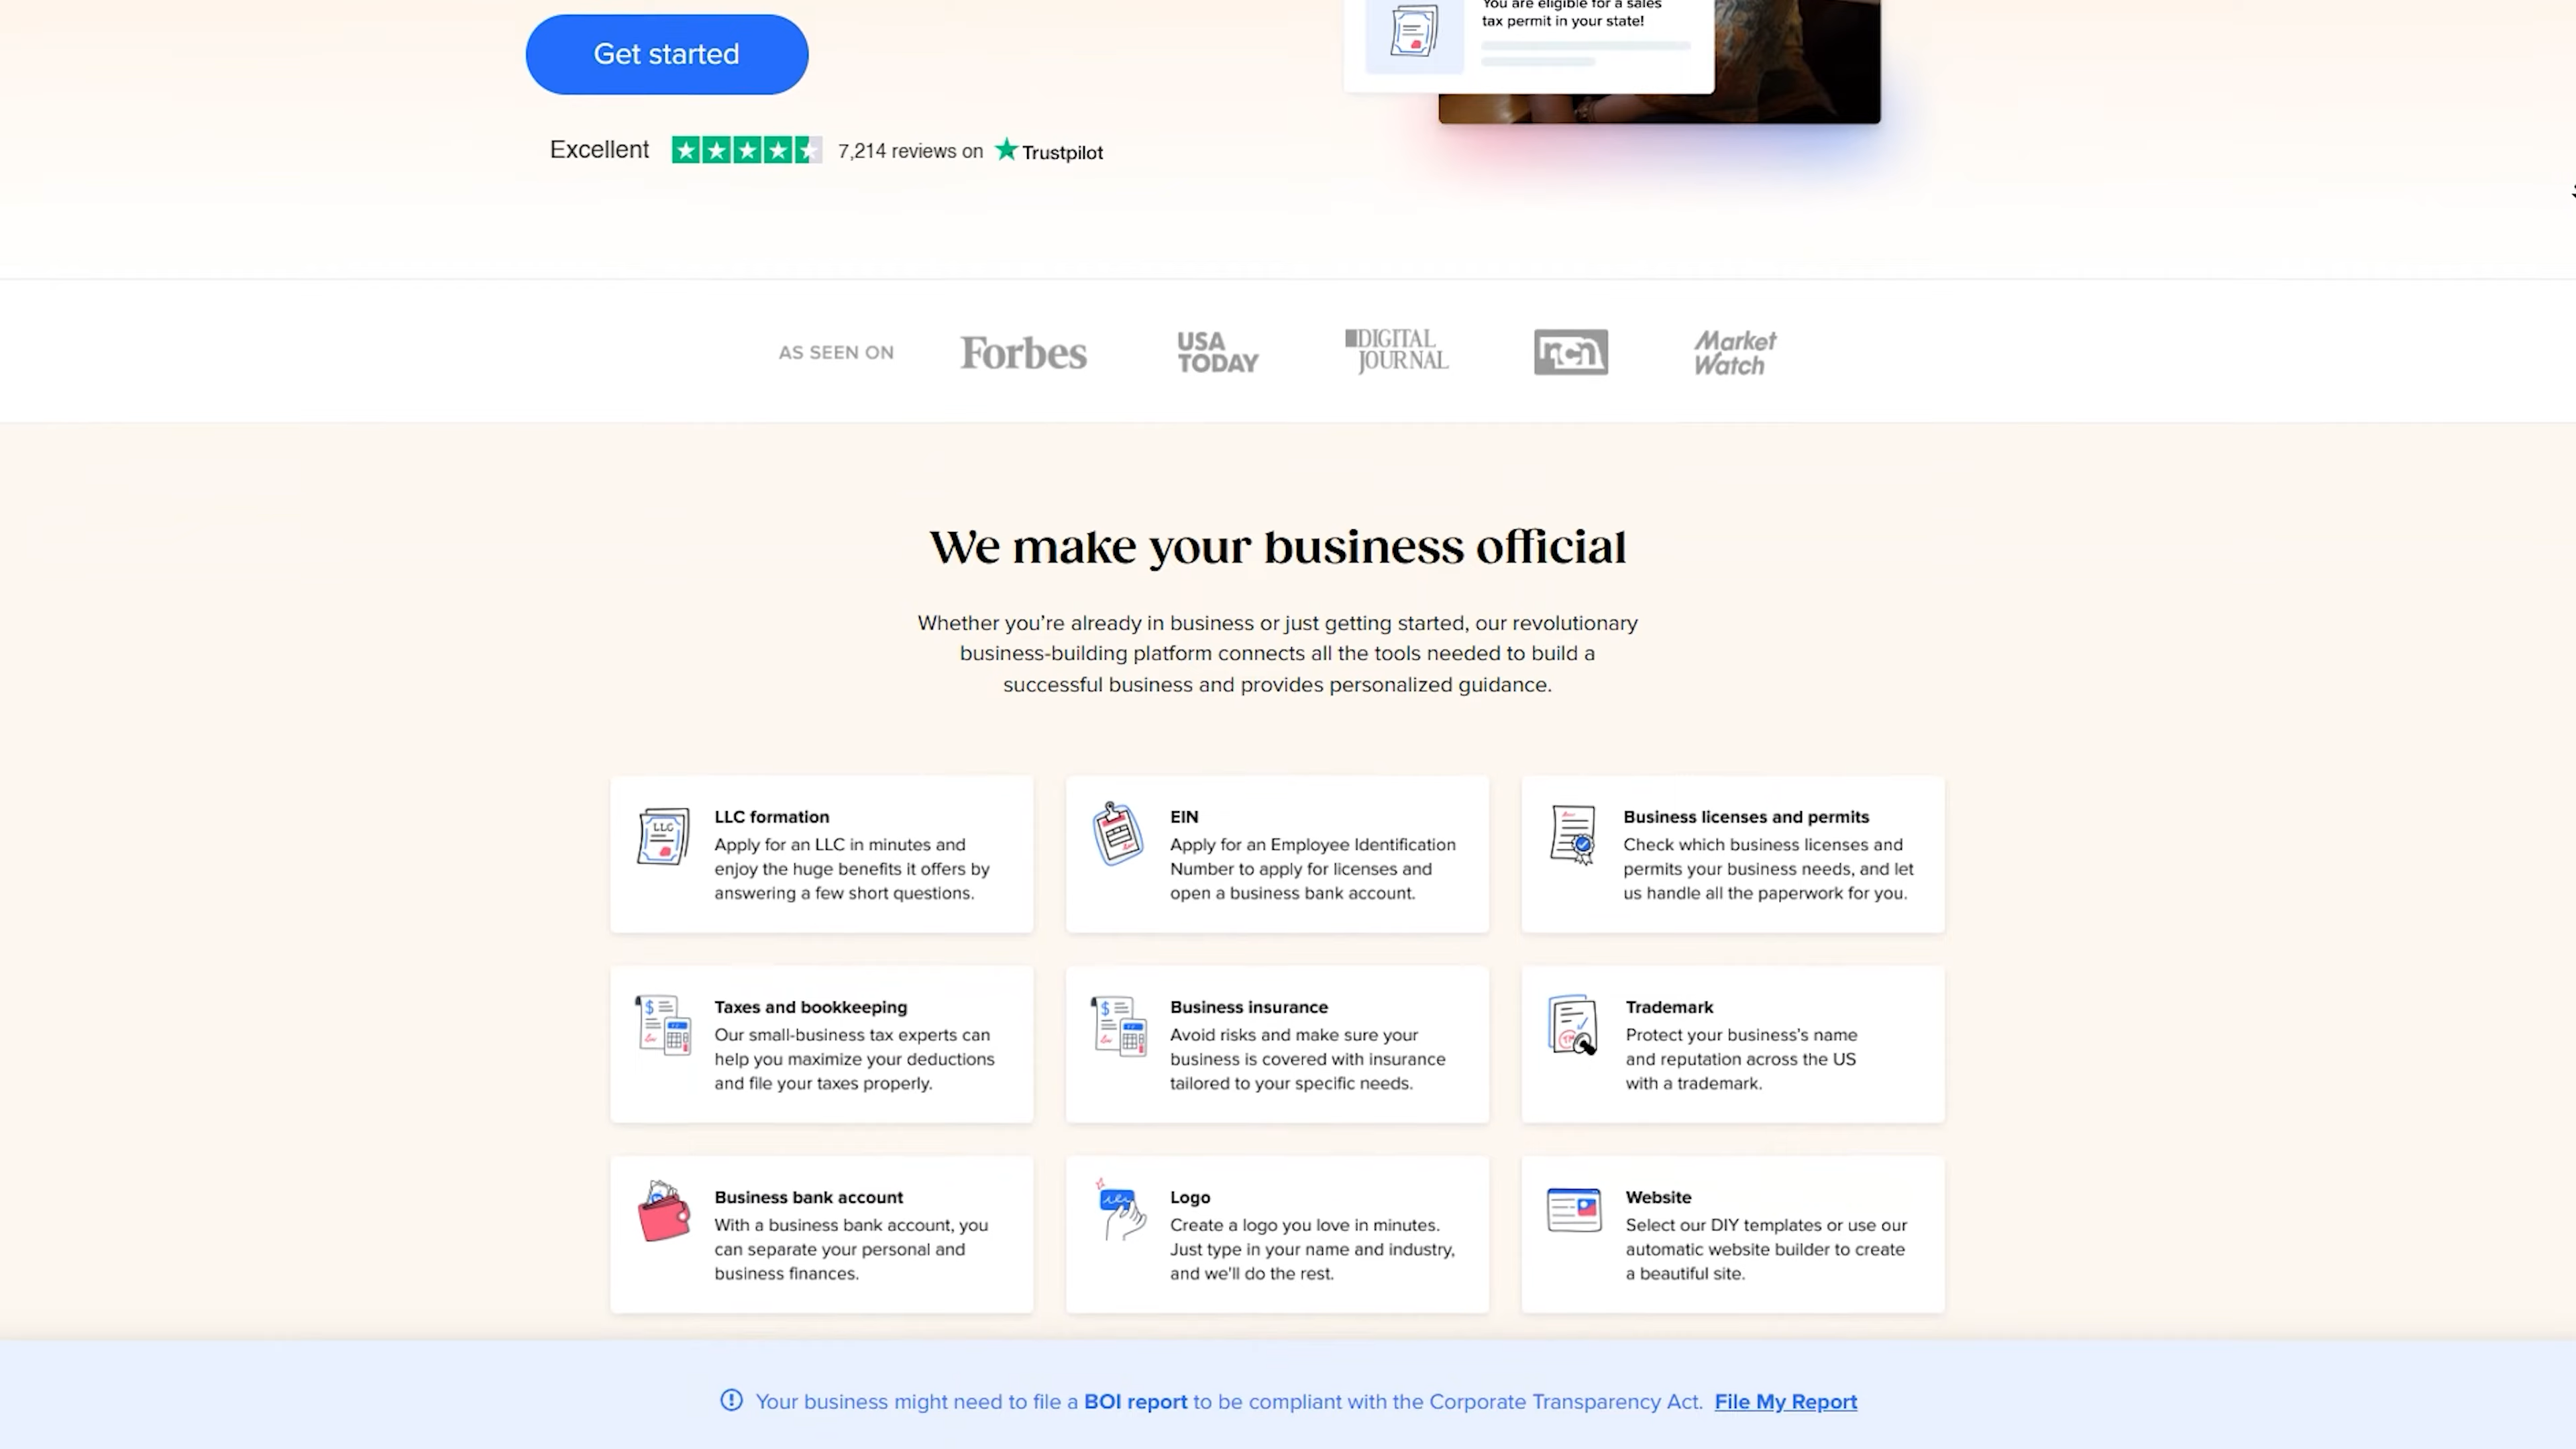 You are eligible for a sales
tax permit in your state!
Get started
Excellent
7,214 reviews on Trustpilot
AS SEEN ON
Forbes
USA
TODAY
DIGITAL
JOURNAL
rcn
Market
Watch
We make your business official
Whether you’re already in business or just getting started, our revolutionary
business-building platform connects all the tools needed to build a
successful business and provides personalized guidance.
LLC
LLC formation
Apply for an LLC in minutes and
enjoy the huge benefits it offers by
answering a few short questions.
EIN
Apply for an Employee Identification
Number to apply for licenses and
open a business bank account.
Business licenses and permits
Check which business licenses and
permits your business needs, and let
us handle all the paperwork for you.
Taxes and bookkeeping
Our small-business tax experts can
help you maximize your deductions
and file your taxes properly.
Business insurance
Avoid risks and make sure your
business is covered with insurance
tailored to your specific needs.
Trademark
Protect your business’s name
and reputation across the US
with a trademark.
Business bank account
With a business bank account, you
can separate your personal and
business finances.
Logo
Create a logo you love in minutes.
Just type in your name and industry,
and we'll do the rest.
Website
Select our DIY templates or use our
automatic website builder to create
a beautiful site.
Your business might need to file a BOI report to be compliant with the Corporate Transparency Act. File My Report